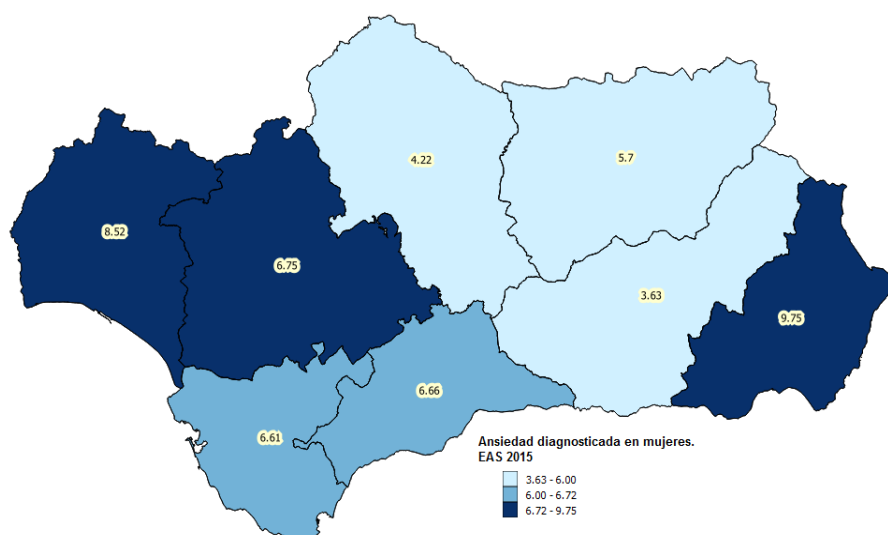 4.22
5.7
8.52
6.75
3.63
9.75
6.66
6.61
Ansiedad diagnosticada en mujeres.
EAS 2015
3.63 - 6.00
6.00 - 6.72
6.72 - 9.75